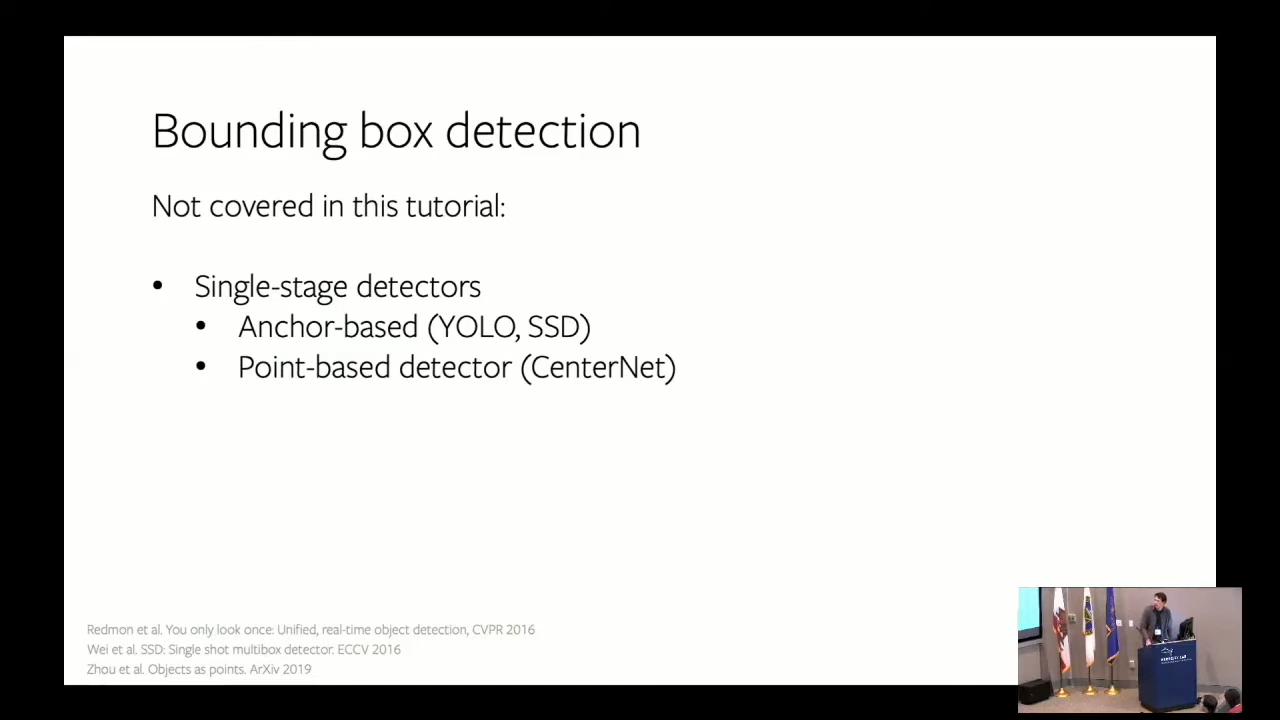 Bounding box detection
Not covered in this tutorial:
• Single-stage detectors
• Anchor-based (YOLO, SSD)
• Point-based detector (CenterNet)
Redmon et al. You only look once: Unified, real-time object detection, CVPR 2016
Wei et al. SSD: Single shot multibox detector. ECCV 2016
Zhou et al. Objects as points. ArXiv 2019